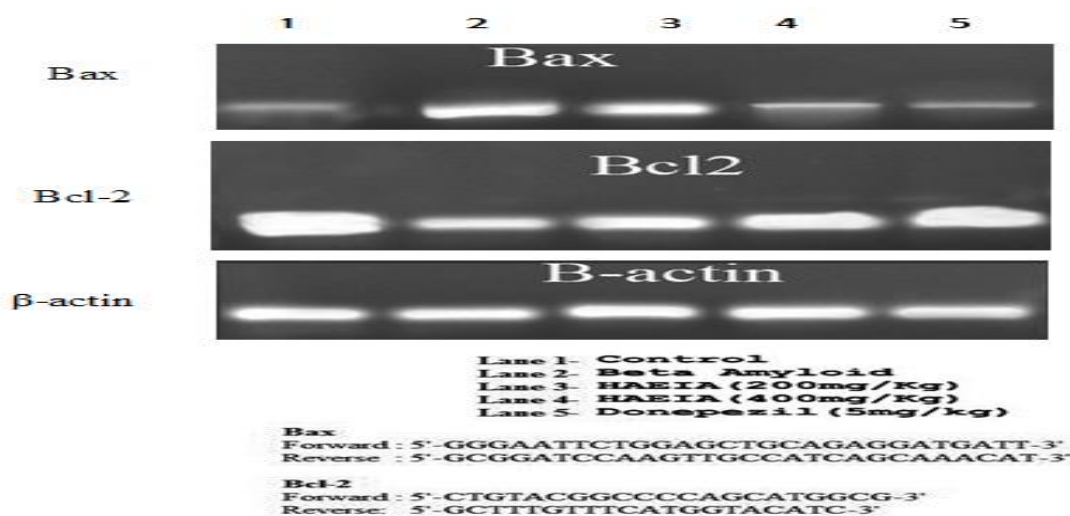 1 2 3 4 5
Bax
Bax
Bcl2
Bcl-2
B-actin
β-actin
Lane 1- Control
Lane 2- Beta Amyloid
Lane 3- HAEIA (200mg/Kg)
Lane 4- HAEIA (400mg/Kg)
Lane 5- Donepezil (5mg/kg)
Bax
Forward : 5'-GGGAATTCTGGAGCTGCAGAGGATGATT-3'
Reverse : 5'-GCGGATCCAAGTTGCCATCAGCAAACAT-3'
Bcl-2
Forward : 5'-CTGTACGGCCCCAGCATGGCG-3'
Reverse: 5'-GCTTTGTTTCATGGTACATC-3'